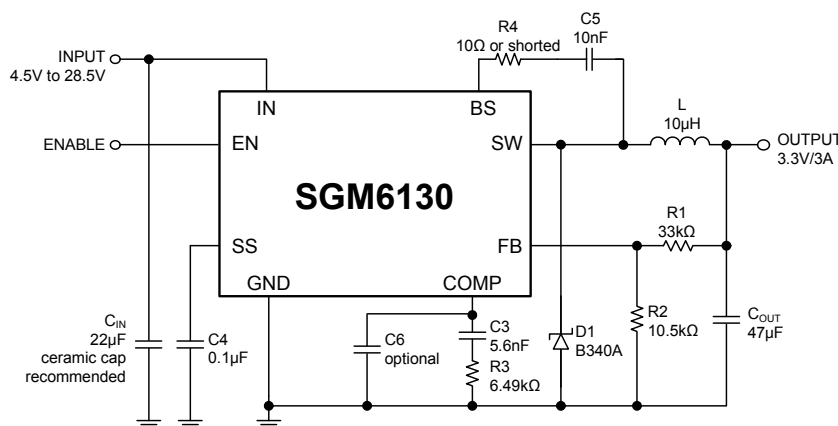 R4
10Ω or shorted
C5
10nF
INPUT
4.5V to 28.5V
IN
BS
L
10μH
ENABLE
EN
SW
OUTPUT
3.3V/3A
SGM6130
R1
33kΩ
SS
FB
GND
COMP
CIN
22μF
ceramic cap
recommended
C4
0.1μF
C6
optional
C3
5.6nF
R3
6.49kΩ
D1
B340A
R2
10.5kΩ
COUT
47μF